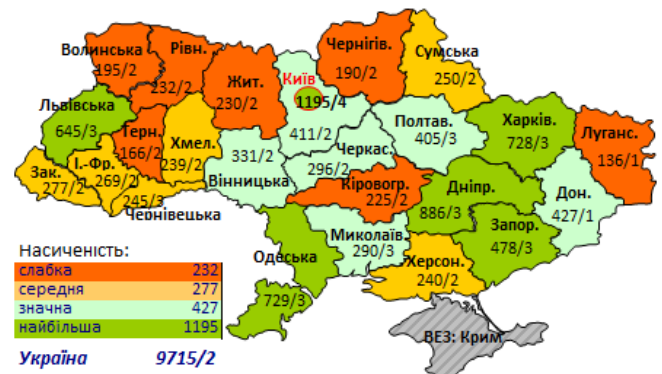 Волинська
195/2
Рівн.
232/2
Жит.
230/2
Київ
1195/4
411/2
Чернігів.
190/2
Сумська
250/2
Львівська
645/3
Терн.
166/2
Хмел.
239/2
331/2
Вінницька
Черкас.
296/2
Полтав.
405/3
Харків.
728/3
Луганс.
136/1
Зак.
277/2
І.-Фр.
269/2
245/3
Чернівецька
Кіровогр.
225/2
Дніпр.
886/3
Дон.
427/1
Запор.
478/3
Миколаїв.
290/3
Одеська
729/3
Херсон.
240/2
ВЕЗ: Крим
Насиченість:
слабка 232
середня 277
значна 427
найбільша 1195
Україна 9715/2